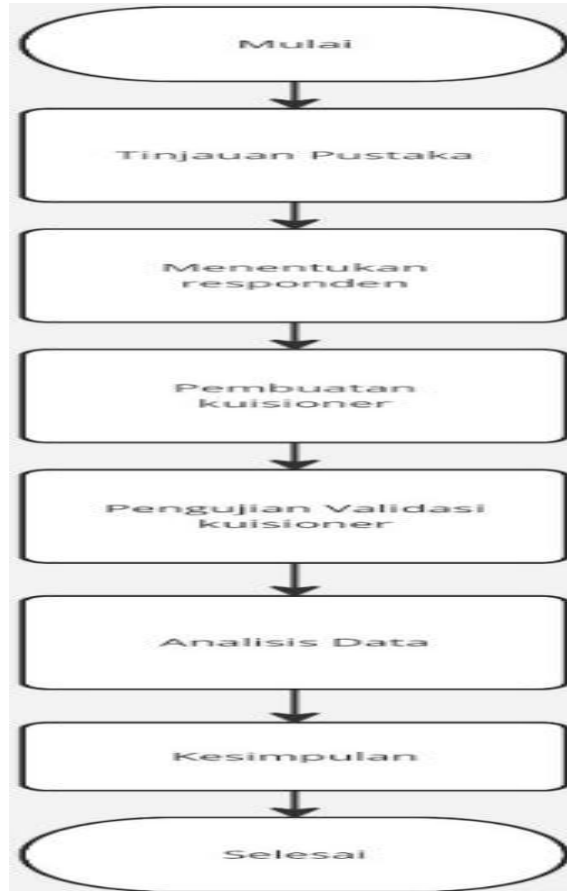 Mulai
Tinjauan Pustaka
Menentukan
responden
Pembuatan
kuisioner
Pengujian Validasi
kuisioner
Analisis Data
Kesimpulan
Selesai